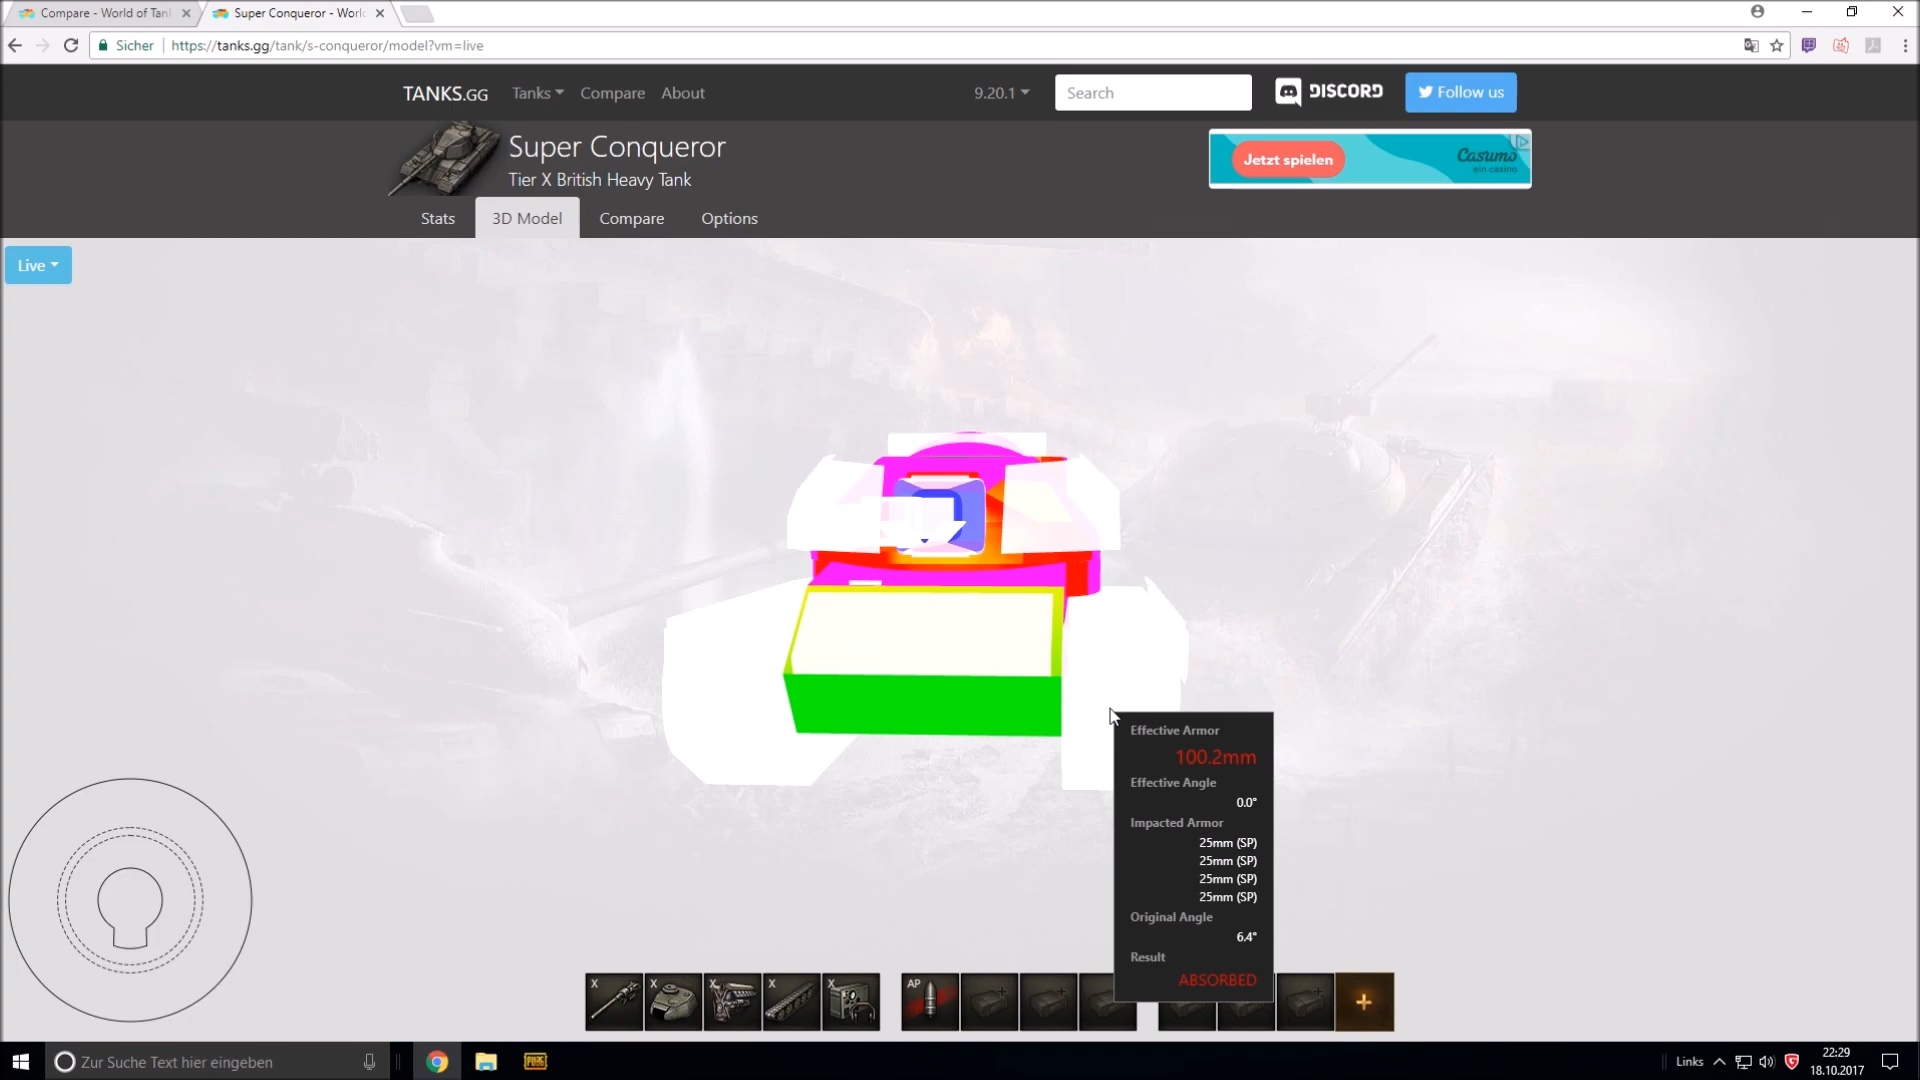 Compare - World of Tan
Super Conqueror - Worl
Sicher
https://tanks.gg/tank/s-conqueror/model?vm=live
TANKS.GG
Tanks
Compare
About
9.20.1
Search
DISCORD
Follow us
Super Conqueror
Tier X British Heavy Tank
Jetzt spielen
Casumo
ein casino
Stats
3D Model
Compare
Options
Live
Effective Armor
100.2mm
Effective Angle
0.0°
Impacted Armor
25mm (SP)
25mm (SP)
25mm (SP)
25mm (SP)
Original Angle
6.4°
Result
ABSORBED
X
X
X
X
X
AP
Zur Suche Text hier eingeben
PUBG
Links
22:29
18.10.2017